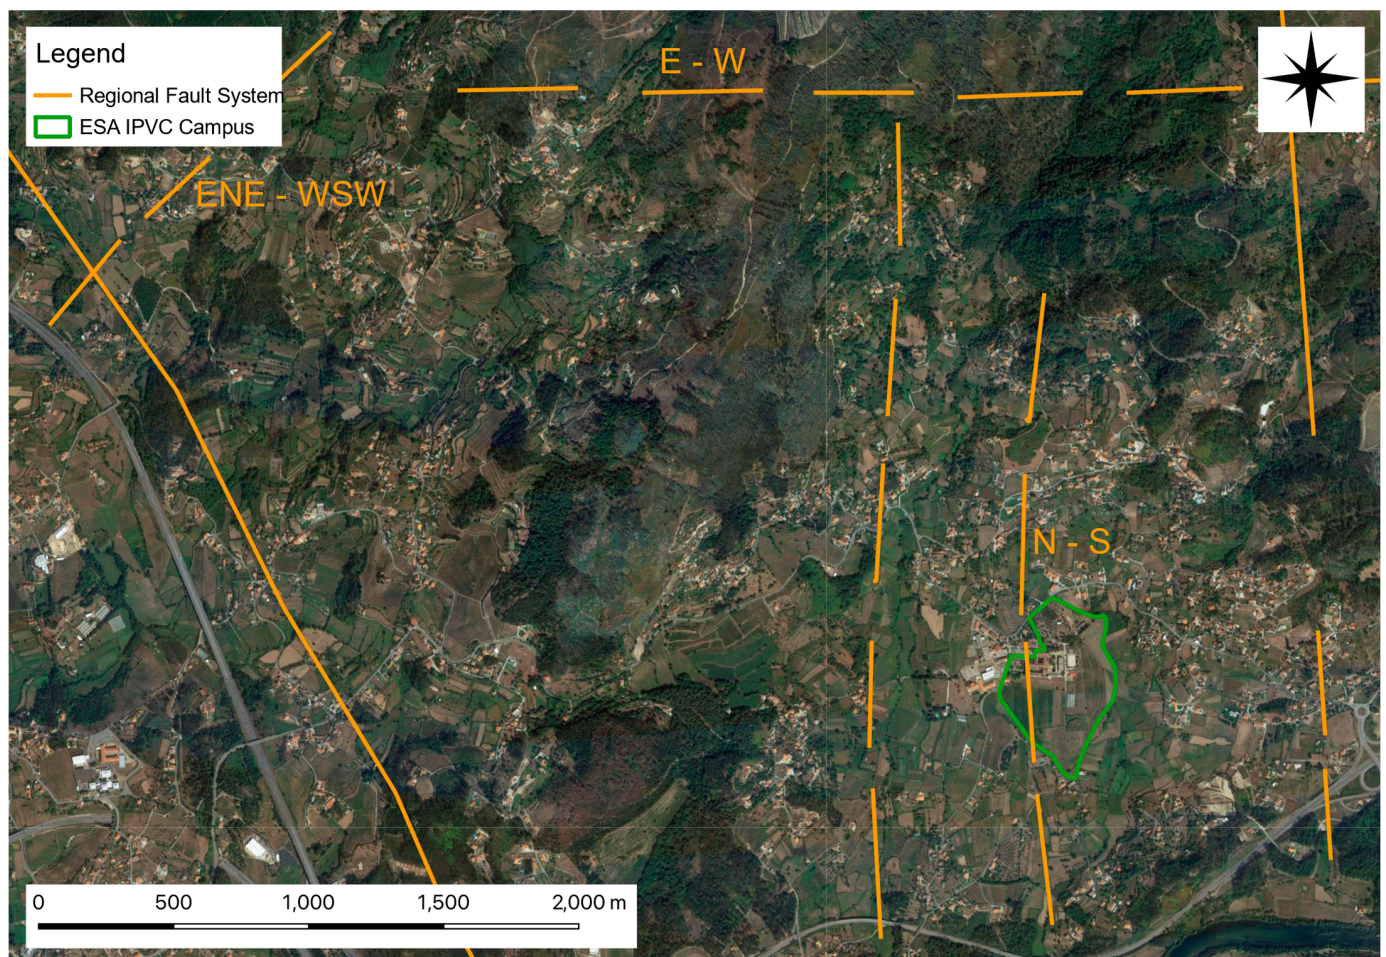 Legend
Regional Fault System
ESA IPVC Campus
E - W
ENE - WSW
N - S
0 500 1,000 1,500 2,000 m